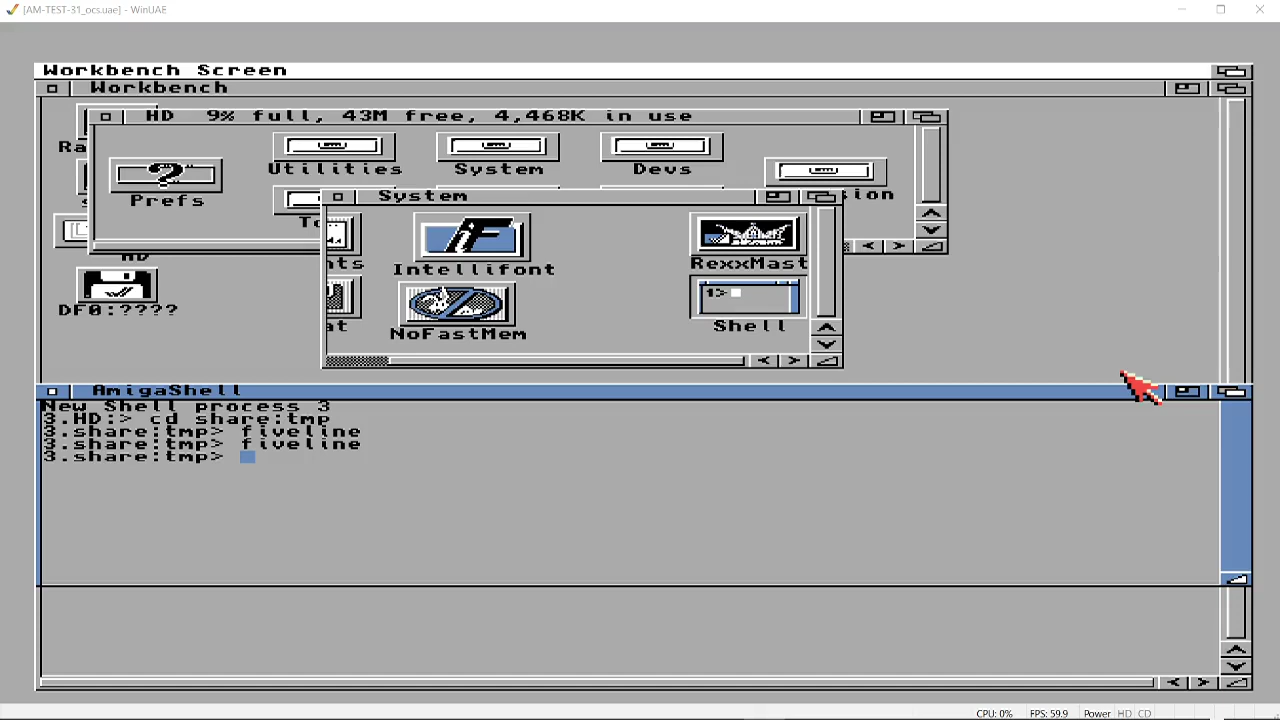 [AM-TEST-31_ocs.uae] - WinUAE
Workbench Screen
Workbench
HD 9% full, 43M free, 4,468K in use
Utilities
System
Devs
Prefs
System
Intellifont
RexxMast
1>
NoFastMem
Shell
DF0:????
AmigaShell
New Shell process 3
3.HD:> cd share:tmp
3.share:tmp> fiveline
3.share:tmp> fiveline
3.share:tmp>
CPU: 0% FPS: 59.9 Power HD CD